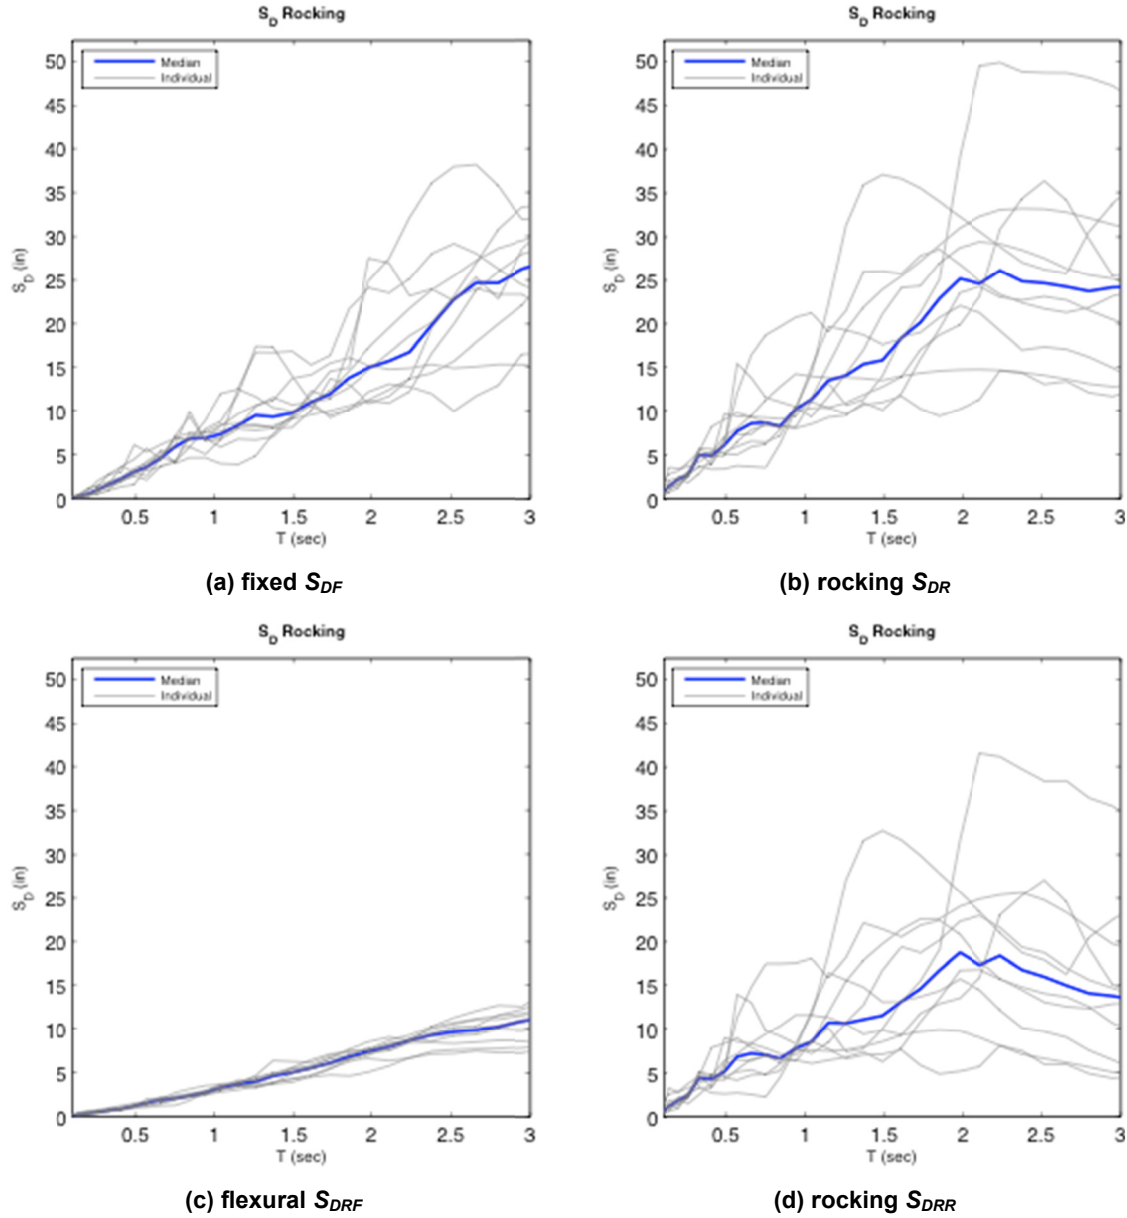 S_D Rocking
Median
Individual
50
45
40
35
30
25
20
15
10
5
0
S_D (in)
0.5 1 1.5 2 2.5 3
T (sec)
(a) fixed S_DF
S_D Rocking
Median
Individual
50
45
40
35
30
25
20
15
10
5
0
S_D (in)
0.5 1 1.5 2 2.5 3
T (sec)
(b) rocking S_DR
S_D Rocking
Median
Individual
50
45
40
35
30
25
20
15
10
5
0
S_D (in)
0.5 1 1.5 2 2.5 3
T (sec)
(c) flexural S_DRF
S_D Rocking
Median
Individual
50
45
40
35
30
25
20
15
10
5
0
S_D (in)
0.5 1 1.5 2 2.5 3
T (sec)
(d) rocking S_DRR